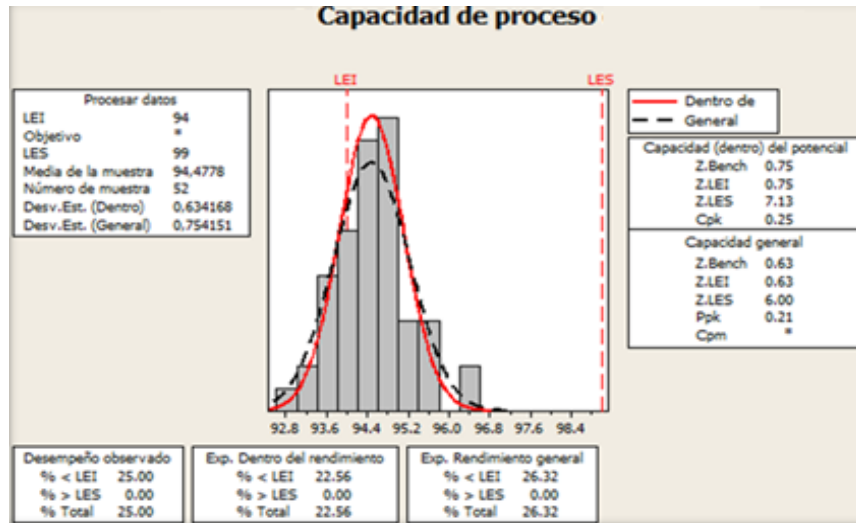 Capacidad de proceso
LEI
LES
Procesar datos
LEI 94
Objetivo *
LES 99
Media de la muestra 94,4778
Número de muestra 52
Desv.Est. (Dentro) 0,634168
Desv.Est. (General) 0,754151
Dentro de
General
Capacidad (dentro) del potencial
Z.Bench 0.75
Z.LEI 0.75
Z.LES 7.13
Cpk 0.25
Capacidad general
Z.Bench 0.63
Z.LEI 0.63
Z.LES 6.00
Ppk 0.21
Cpm *
92.8 93.6 94.4 95.2 96.0 96.8 97.6 98.4
Desempeño observado
% < LEI 25.00
% > LES 0.00
% Total 25.00
Exp. Dentro del rendimiento
% < LEI 22.56
% > LES 0.00
% Total 22.56
Exp. Rendimiento general
% < LEI 26.32
% > LES 0.00
% Total 26.32